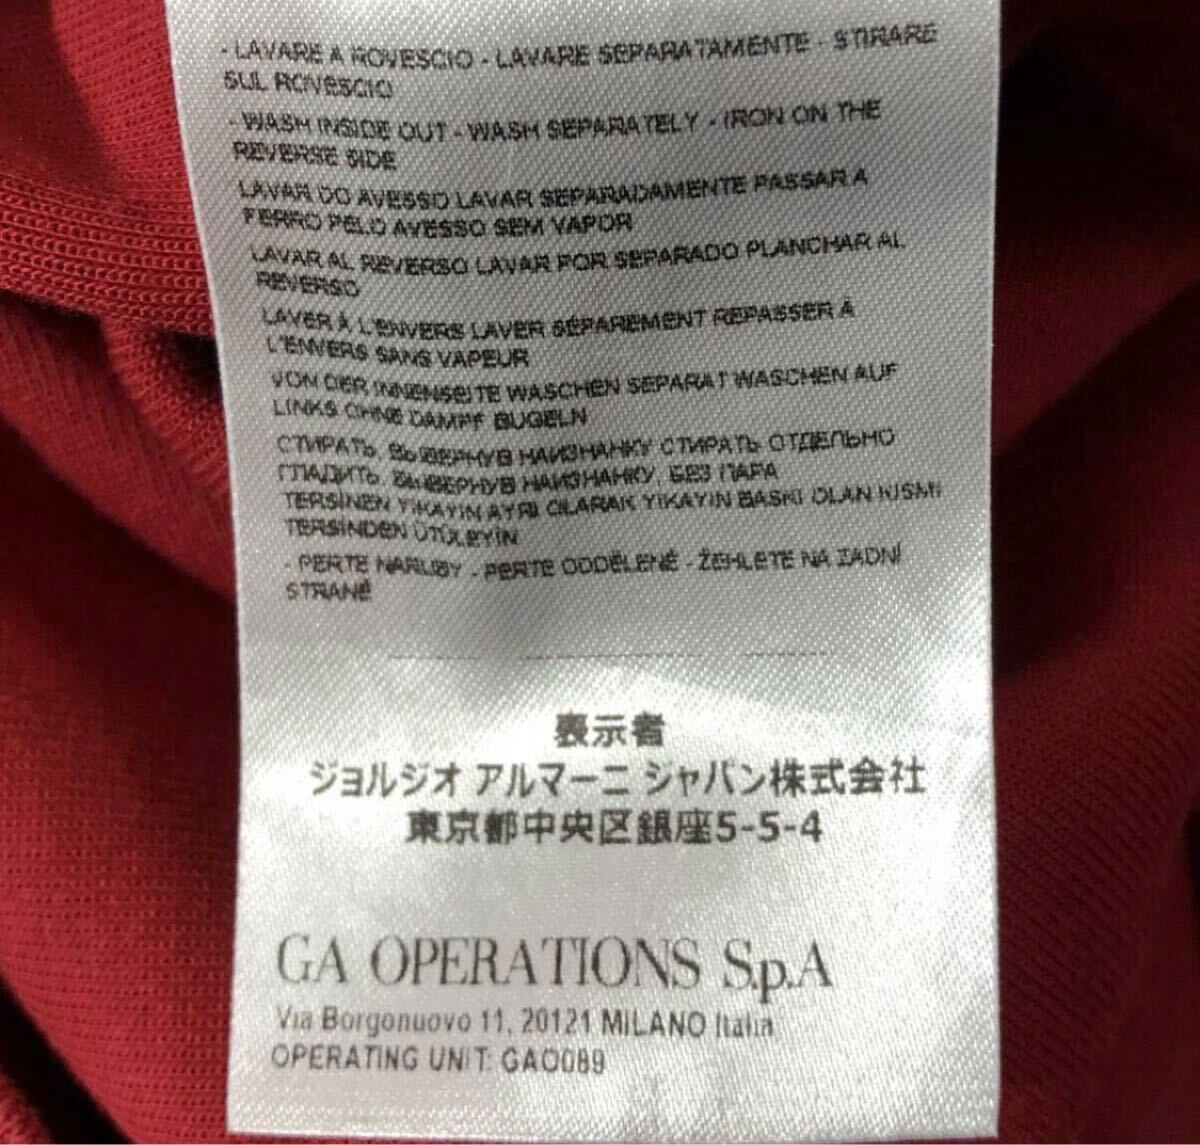 - LAVARE A ROVESCIO - LAVARE SEPARATAMENTE - STIRARE
SUL ROVESCIO
- WASH INSIDE OUT - WASH SEPARATELY - IRON ON THE
REVERSE SIDE
LAVAR DO AVESSO LAVAR SEPARADAMENTE PASSAR A
FERRO PELO AVESSO SEM VAPOR
LAVAR AL REVERSO LAVAR POR SEPARADO PLANCHAR AL
REVERSO
LAVER À L'ENVERS LAVER SÉPAREMENT REPASSER À
L'ENVERS SANS VAPEUR
VON DER INNENSEITE WASCHEN SEPARAT WASCHEN AUF
LINKS OHNE DAMPF BUGELN
СТИРАТЬ, ВЫВЕРНУВ НАИЗНАНКУ СТИРАТЬ ОТДЕЛЬНО
ГЛАДИТЬ, ВЫВЕРНУВ НАИЗНАНКУ, БЕЗ ПАРА
TERSİNEN YIKAYIN AYRI OLARAK YIKAYIN BASKI OLAN KISMI
TERSİNDEN ÜTÜLEYİN
- PERTE NARUBY - PERTE ODDĚLENĚ - ŽEHLETE NA ZADNÍ
STRANĚ
表示者
ジョルジオ アルマーニ ジャパン株式会社
東京都中央区銀座5-5-4
GA OPERATIONS S.p.A
Via Borgonuovo 11, 20121 MILANO Italia
OPERATING UNIT: GAO089